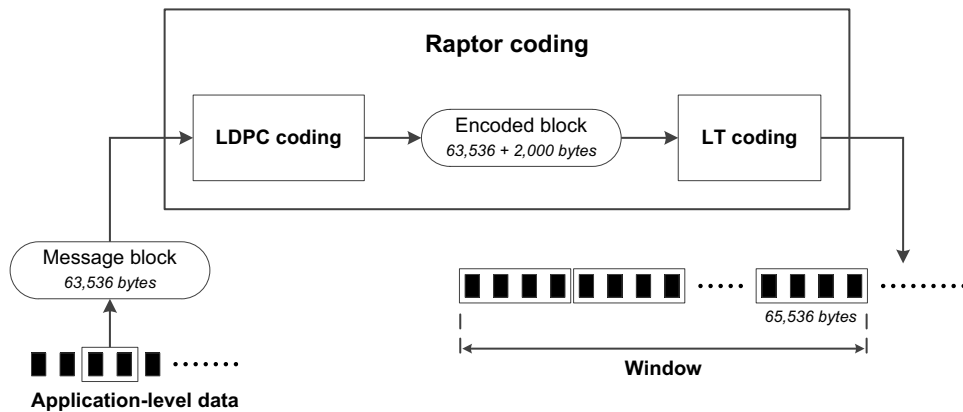 Raptor coding
LDPC coding
Encoded block
63,536 + 2,000 bytes
LT coding
Message block
63,536 bytes
65,536 bytes
Window
Application-level data